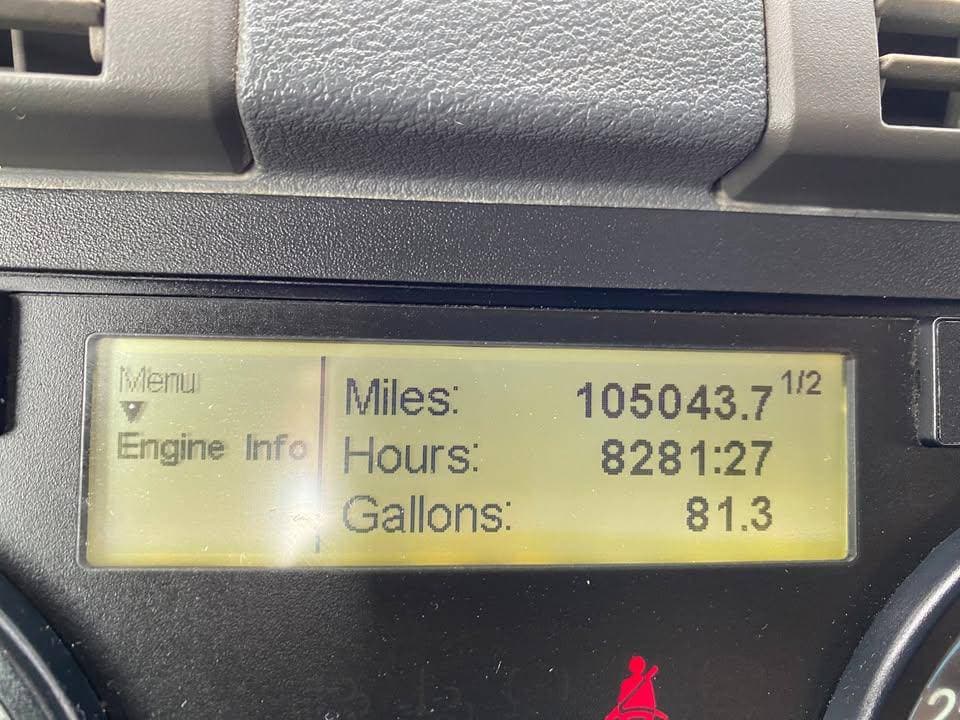 Menu
Engine Info
Miles: 105043.7 1/2
Hours: 8281:27
Gallons: 81.3